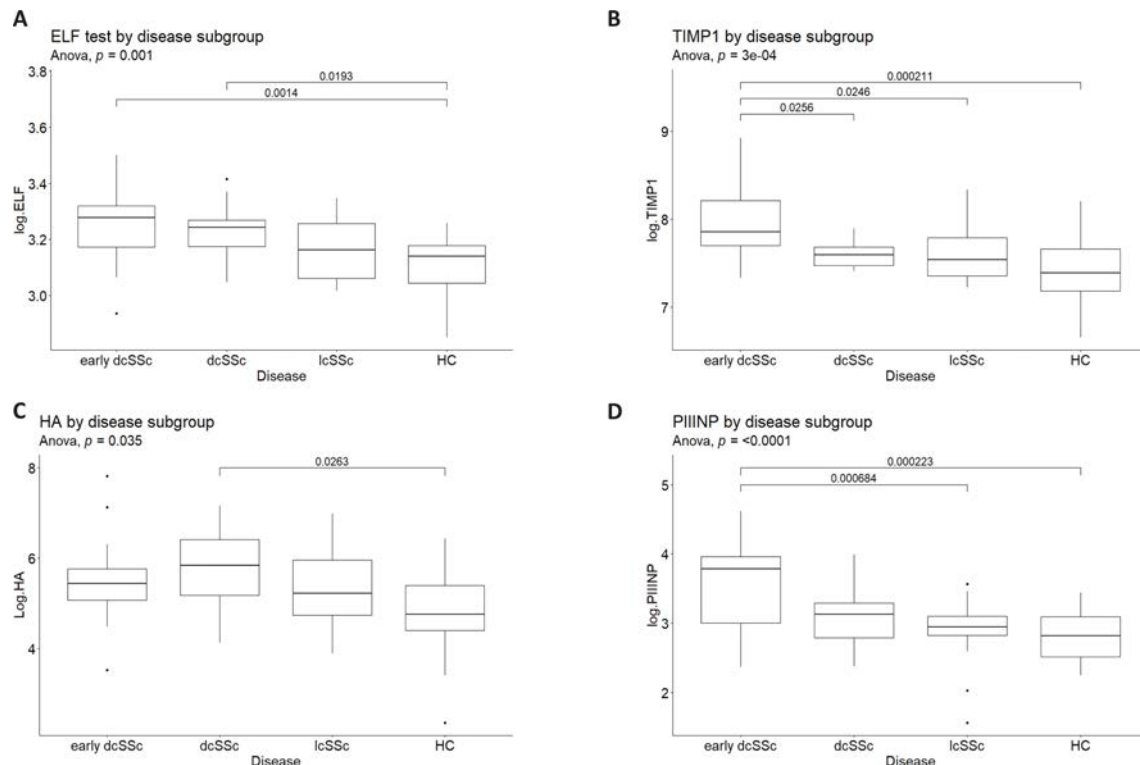 A
ELF test by disease subgroup
Anova, p = 0.001
3.8
3.6
3.4
3.2
3.0
log.ELF
0.0193
0.0014
early dcSSc
dcSSc
lcSSc
HC
Disease
B
TIMP1 by disease subgroup
Anova, p = 3e-04
9
8
7
log.TIMP1
0.000211
0.0246
0.0256
early dcSSc
dcSSc
lcSSc
HC
Disease
C
HA by disease subgroup
Anova, p = 0.035
8
6
4
Log.HA
0.0263
early dcSSc
dcSSc
lcSSc
HC
Disease
D
PIIINP by disease subgroup
Anova, p = <0.0001
5
4
3
2
log.PIIINP
0.000223
0.000684
early dcSSc
dcSSc
lcSSc
HC
Disease